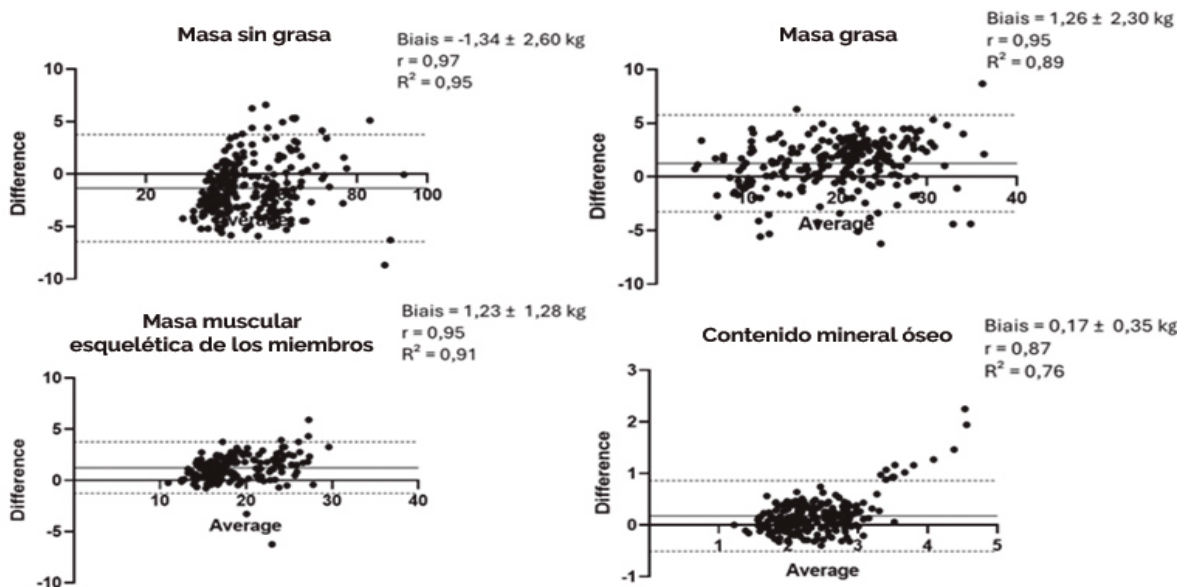 Masa sin grasa
Biais = -1,34 ± 2,60 kg
r = 0,97
R² = 0,95
10
5
0
-5
-10
Difference
20
80
100
Average
Masa grasa
Biais = 1,26 ± 2,30 kg
r = 0,95
R² = 0,89
10
5
0
-5
-10
Difference
10
20
30
40
Average
Masa muscular
esquelética de los miembros
Biais = 1,23 ± 1,28 kg
r = 0,95
R² = 0,91
10
5
0
-5
-10
Difference
10
20
30
40
Average
Contenido mineral óseo
Biais = 0,17 ± 0,35 kg
r = 0,87
R² = 0,76
3
2
1
0
-1
Difference
1
2
3
4
5
Average